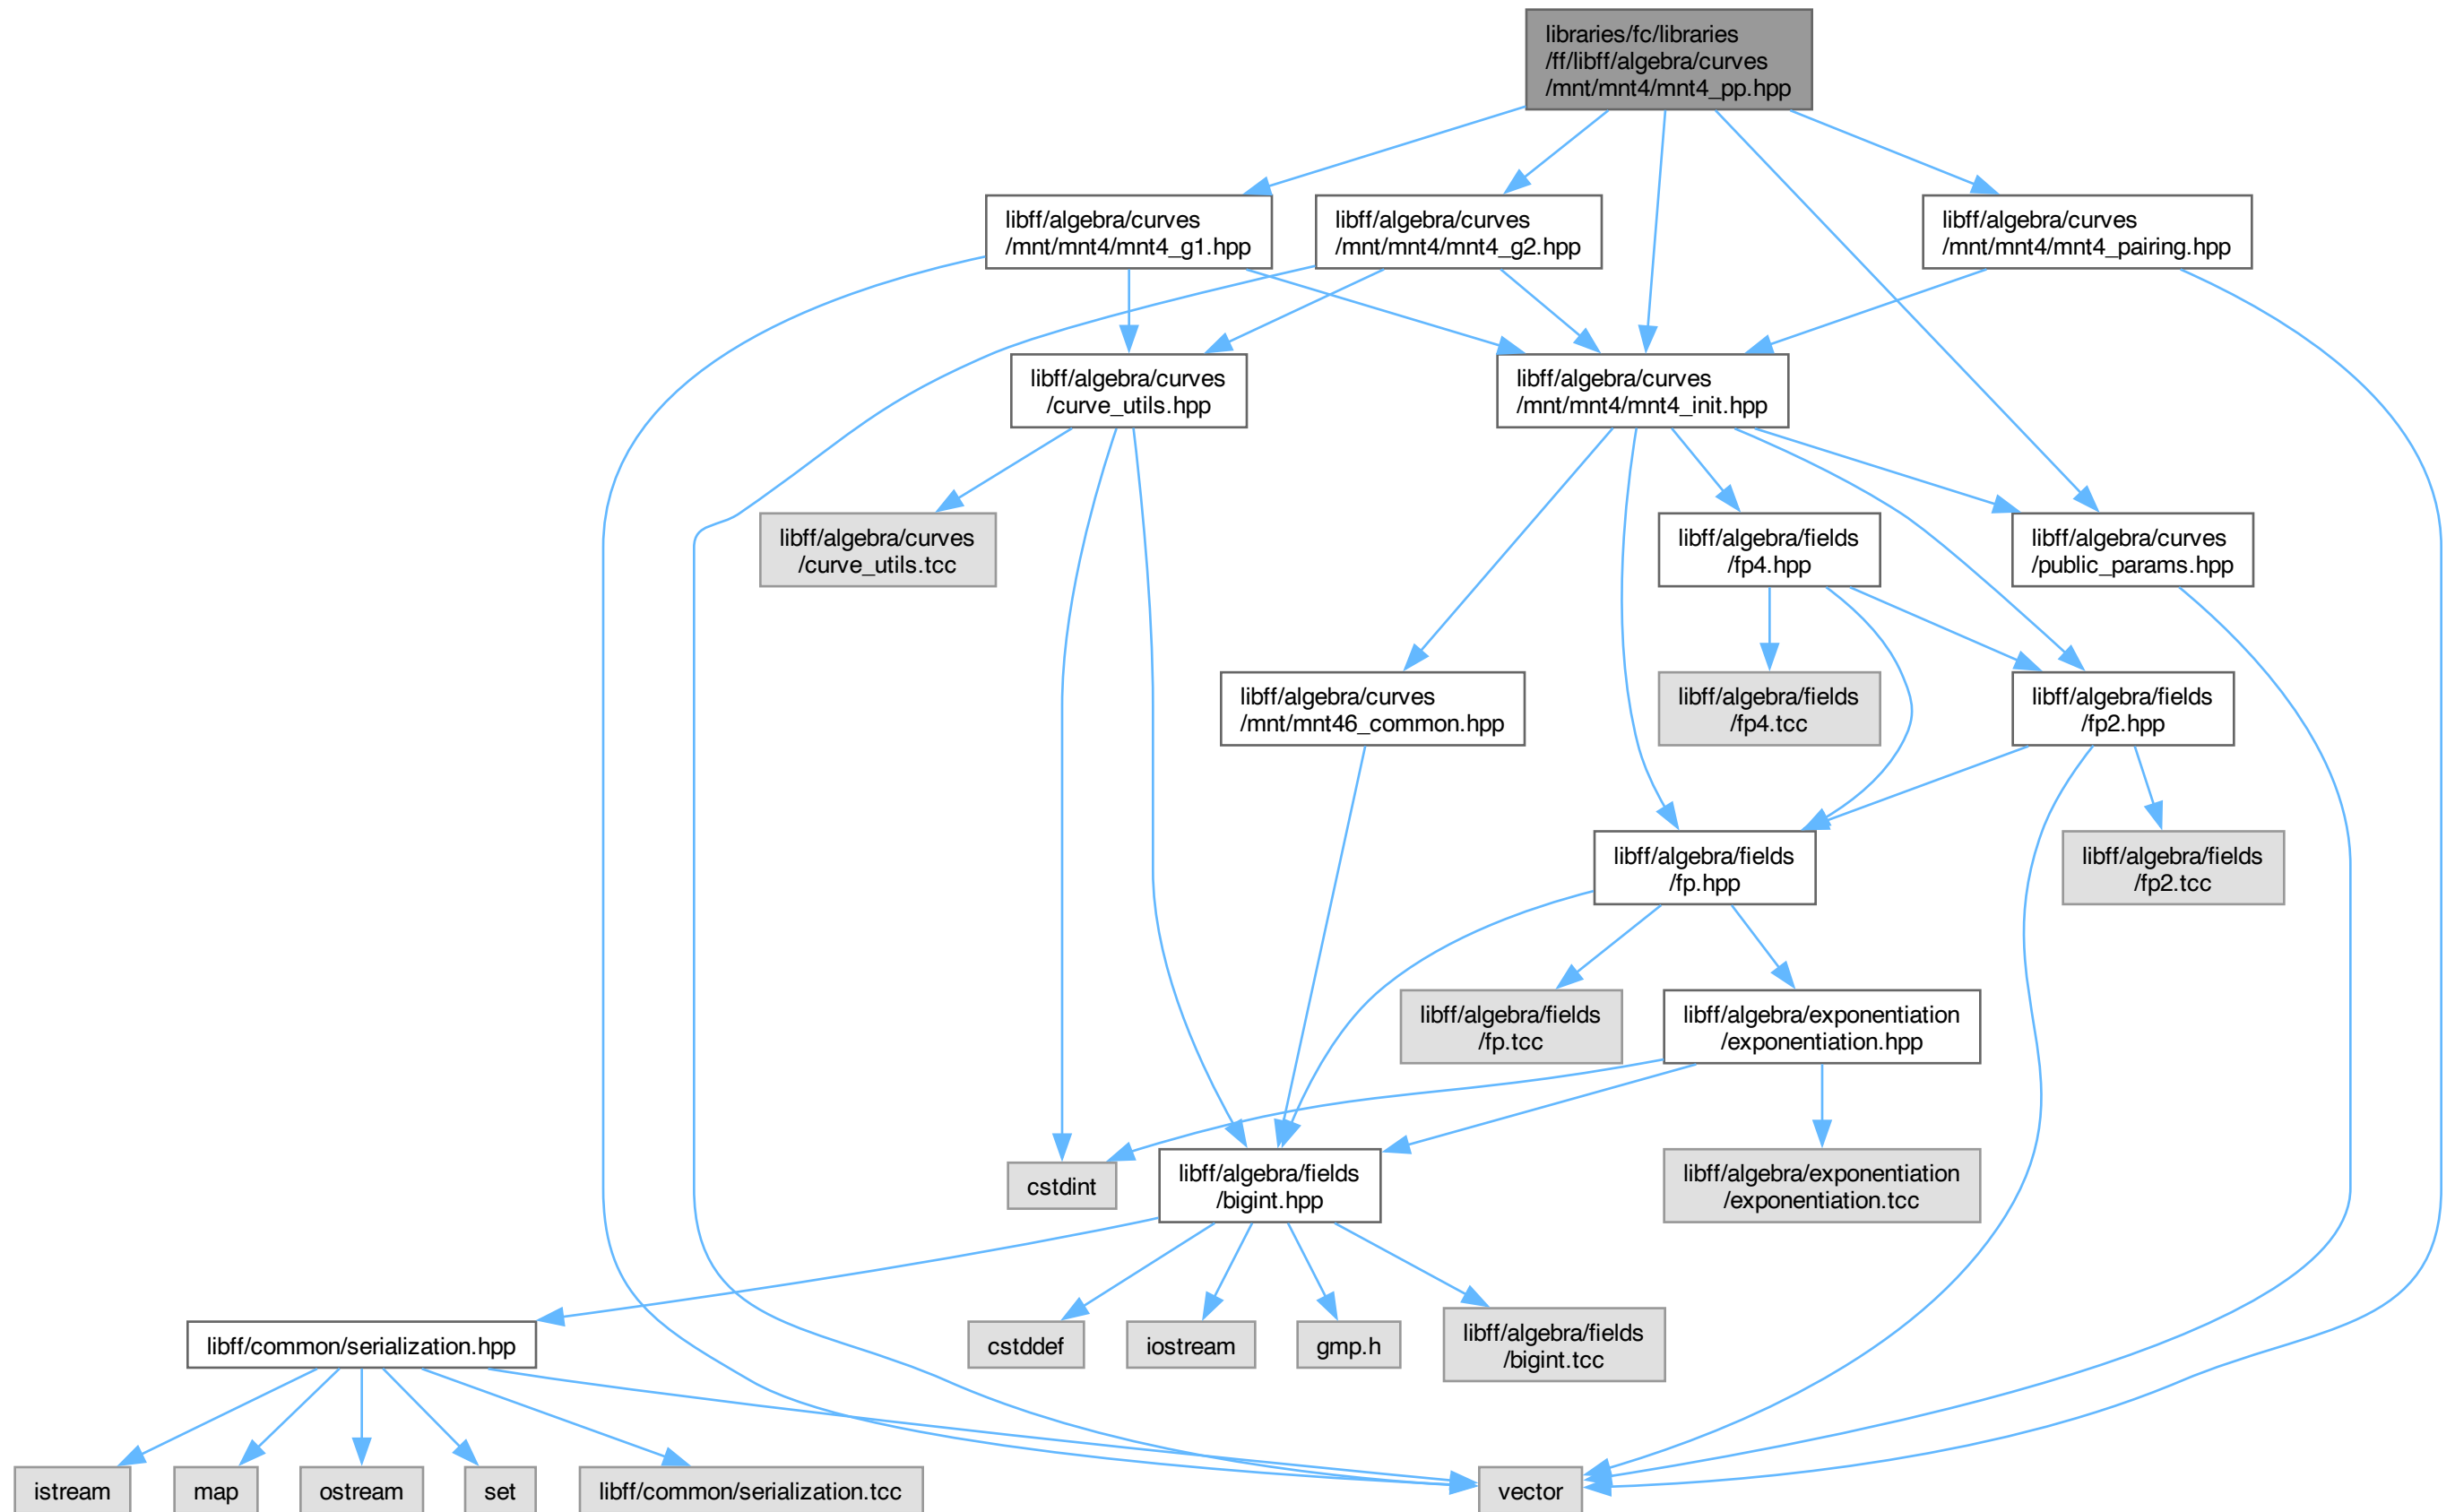 libraries/fc/libraries
/ff/libff/algebra/curves
/mnt/mnt4/mnt4_pp.hpp
libff/algebra/curves
/mnt/mnt4/mnt4_g1.hpp
libff/algebra/curves
/mnt/mnt4/mnt4_g2.hpp
libff/algebra/curves
/mnt/mnt4/mnt4_pairing.hpp
libff/algebra/curves
/curve_utils.hpp
libff/algebra/curves
/mnt/mnt4/mnt4_init.hpp
libff/algebra/curves
/curve_utils.tcc
libff/algebra/fields
/fp4.hpp
libff/algebra/curves
/public_params.hpp
libff/algebra/curves
/mnt/mnt46_common.hpp
libff/algebra/fields
/fp4.tcc
libff/algebra/fields
/fp2.hpp
libff/algebra/fields
/fp.hpp
libff/algebra/fields
/fp2.tcc
libff/algebra/fields
/fp.tcc
libff/algebra/exponentiation
/exponentiation.hpp
cstdint
libff/algebra/fields
/bigint.hpp
libff/algebra/exponentiation
/exponentiation.tcc
libff/common/serialization.hpp
cstddef
iostream
gmp.h
libff/algebra/fields
/bigint.tcc
istream
map
ostream
set
libff/common/serialization.tcc
vector